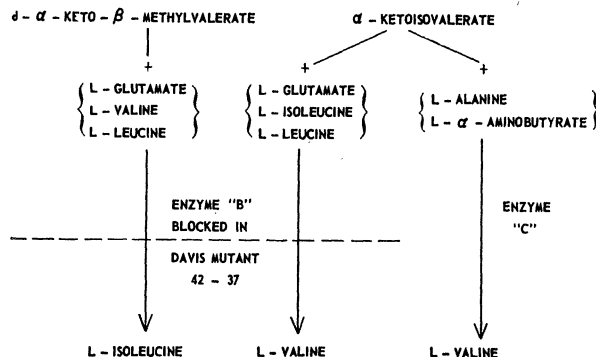 d - α - KETO - β - METHYLVALERATE
α - KETOISOVALERATE
+ + +
L - GLUTAMATE L - GLUTAMATE L - ALANINE
L - VALINE L - ISOLEUCINE L - α - AMINOBUTYRATE
L - LEUCINE L - LEUCINE
ENZYME "B"
BLOCKED IN
ENZYME
"C"
DAVIS MUTANT
42 - 37
L - ISOLEUCINE L - VALINE L - VALINE